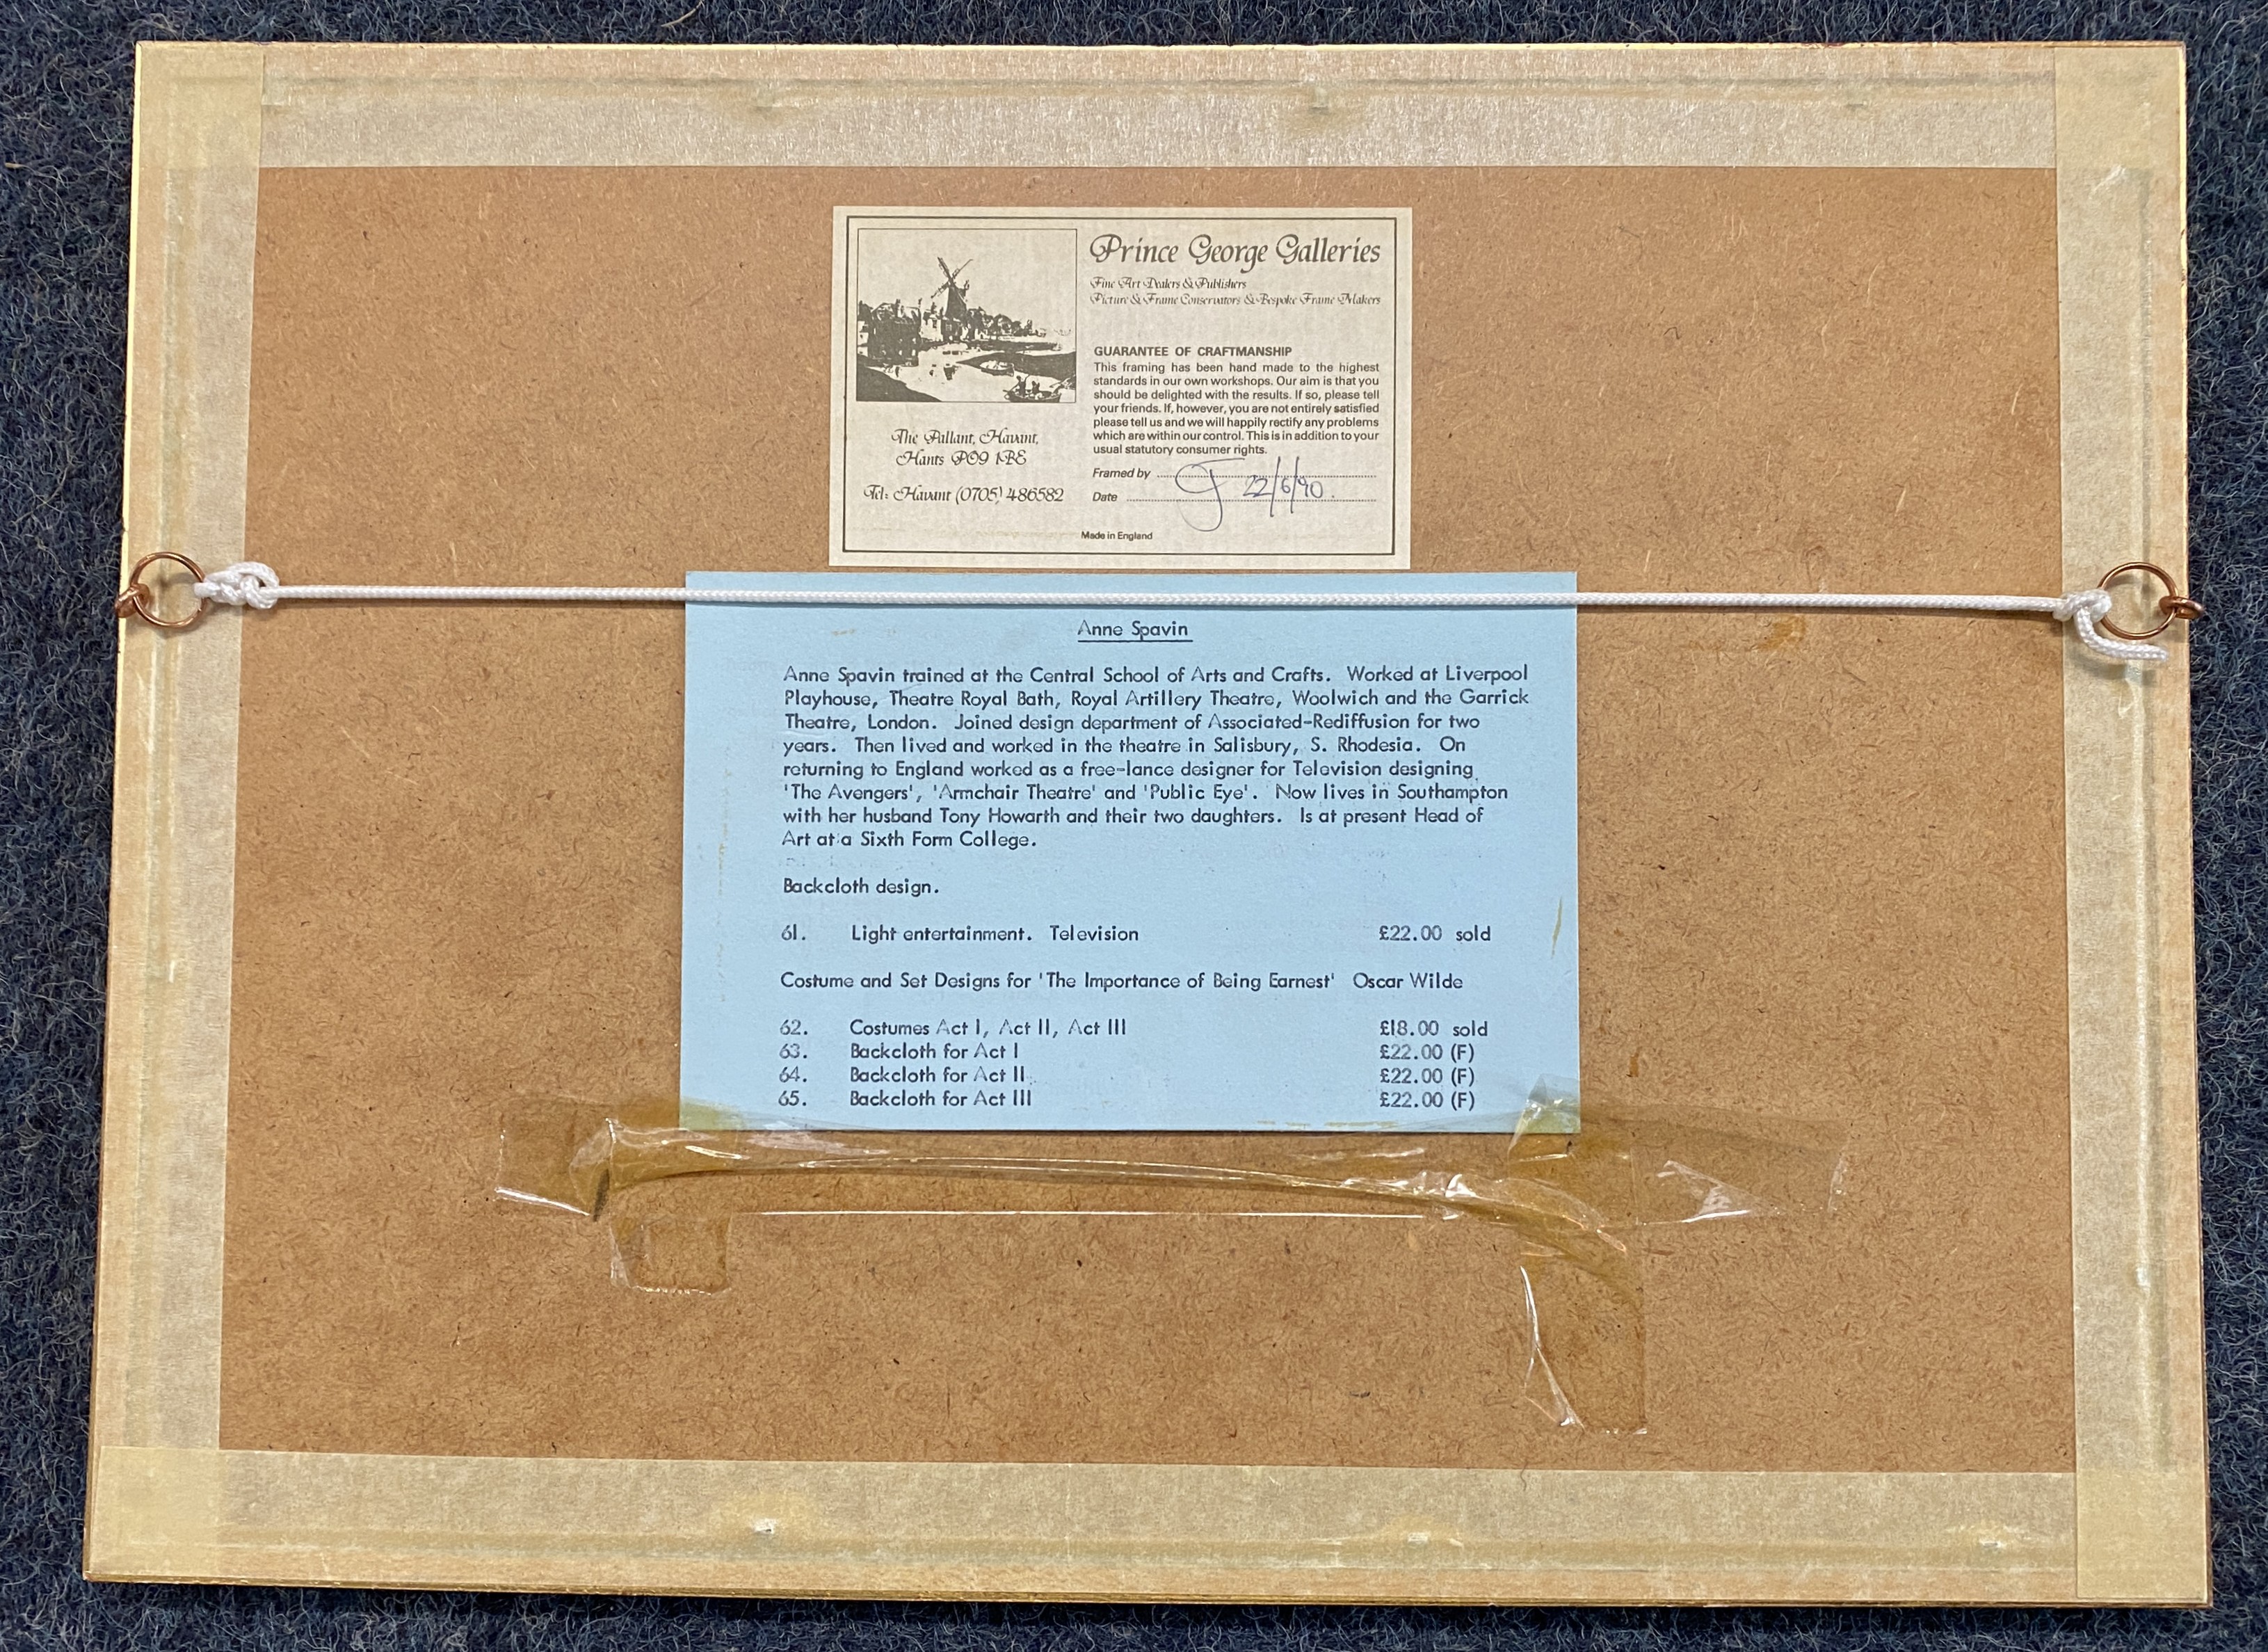 Prince George Galleries
Fine Art Dealers & Publishers
Picture & Frame Conservators & Bespoke Frame Makers
GUARANTEE OF CRAFTMANSHIP
This framing has been hand made to the highest
standards in our own workshops. Our aim is that you
should be delighted with the results. If so, please tell
your friends. If, however, you are not entirely satisfied
please tell us and we will happily rectify any problems
which are within our control. This is in addition to your
usual statutory consumer rights.
Framed by
Date 22/6/90.
The Pallant, Havant,
Hants PO9 1BE
Tel: Havant (0705) 486582
Made in England
Anne Spavin
Anne Spavin trained at the Central School of Arts and Crafts. Worked at Liverpool
Playhouse, Theatre Royal Bath, Royal Artillery Theatre, Woolwich and the Garrick
Theatre, London. Joined design department of Associated-Rediffusion for two
years. Then lived and worked in the theatre in Salisbury, S. Rhodesia. On
returning to England worked as a free-lance designer for Television designing
'The Avengers', 'Armchair Theatre' and 'Public Eye'. Now lives in Southampton
with her husband Tony Howarth and their two daughters. Is at present Head of
Art at a Sixth Form College.
Backcloth design.
61. Light entertainment. Television £22.00 sold
Costume and Set Designs for 'The Importance of Being Earnest' Oscar Wilde
62. Costumes Act I, Act II, Act III £18.00 sold
63. Backcloth for Act I £22.00 (F)
64. Backcloth for Act II £22.00 (F)
65. Backcloth for Act III £22.00 (F)